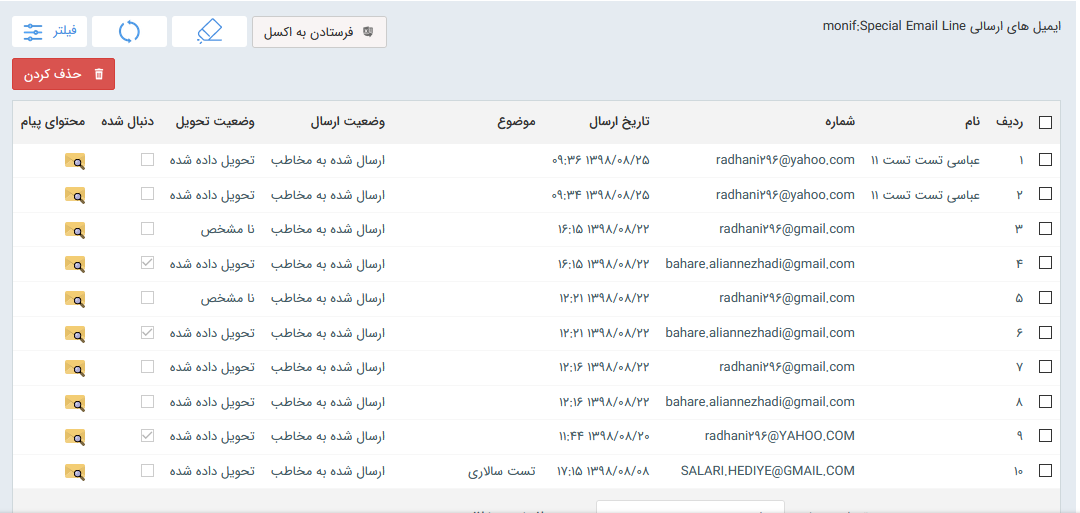 ایمیل های ارسالی monif:Special Email Line
فرستادن به اکسل
فیلتر
حذف کردن
ردیف نام شماره تاریخ ارسال موضوع وضعیت ارسال وضعیت تحویل دنبال شده محتوای پیام
۱ عباسی تست تست ۱۱ radhani۲۹۶@yahoo.com ۱۳۹۸/۰۸/۲۵ ۰۹:۳۶ ارسال شده به مخاطب تحویل داده شده
۲ عباسی تست تست ۱۱ radhani۲۹۶@yahoo.com ۱۳۹۸/۰۸/۲۵ ۰۹:۳۴ ارسال شده به مخاطب تحویل داده شده
۳ radhani۲۹۶@gmail.com ۱۳۹۸/۰۸/۲۲ ۱۶:۱۵ ارسال شده به مخاطب نا مشخص
۴ bahare.aliannezhadi@gmail.com ۱۳۹۸/۰۸/۲۲ ۱۶:۱۵ ارسال شده به مخاطب تحویل داده شده
۵ radhani۲۹۶@gmail.com ۱۳۹۸/۰۸/۲۲ ۱۲:۲۱ ارسال شده به مخاطب نا مشخص
۶ bahare.aliannezhadi@gmail.com ۱۳۹۸/۰۸/۲۲ ۱۲:۲۱ ارسال شده به مخاطب تحویل داده شده
۷ radhani۲۹۶@gmail.com ۱۳۹۸/۰۸/۲۲ ۱۲:۱۶ ارسال شده به مخاطب تحویل داده شده
۸ bahare.aliannezhadi@gmail.com ۱۳۹۸/۰۸/۲۲ ۱۲:۱۶ ارسال شده به مخاطب تحویل داده شده
۹ radhani۲۹۶@YAHOO.COM ۱۳۹۸/۰۸/۲۰ ۱۱:۴۴ ارسال شده به مخاطب تحویل داده شده
۱۰ SALARI.HEDIYE@GMAIL.COM ۱۳۹۸/۰۸/۰۸ ۱۷:۱۵ تست سالاری ارسال شده به مخاطب تحویل داده شده